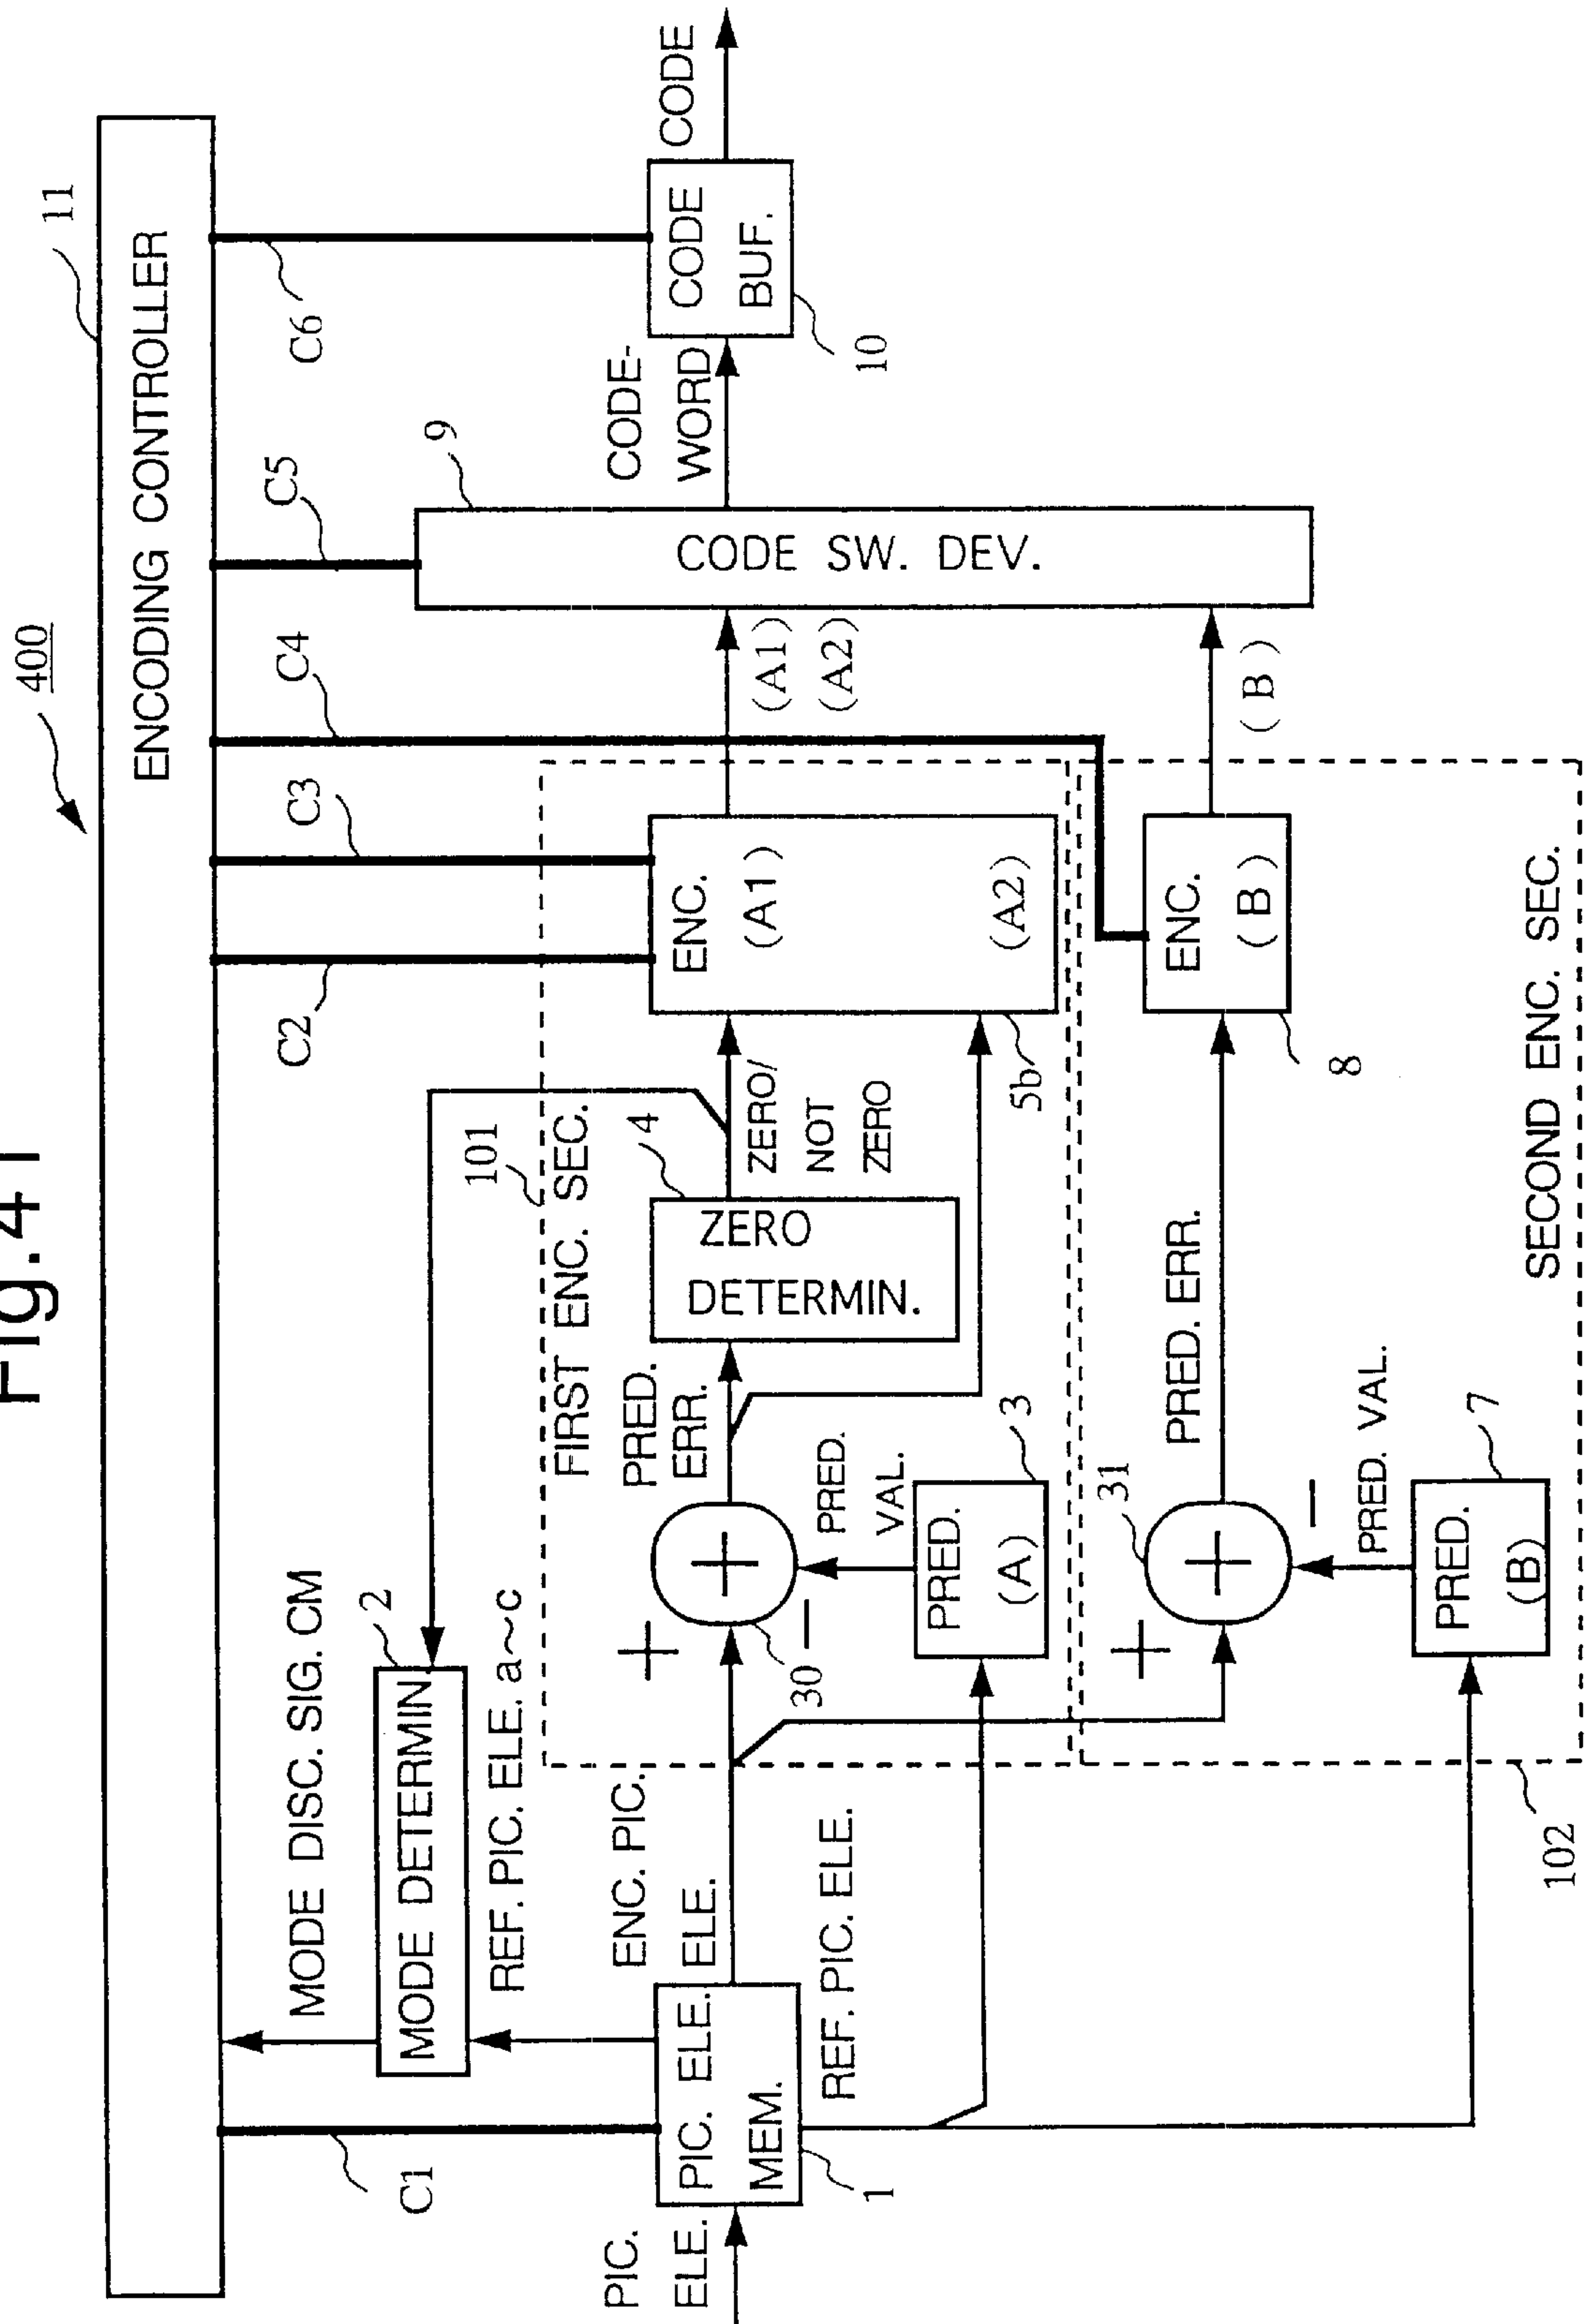 Fig.41
400
11
ENCODING CONTROLLER
C1
MODE DISC. SIG. CM
C2
C3
C4
C5
C6
2
MODE DETERMIN.
REF. PIC. ELE. a~c
101
FIRST ENC. SEC.
PIC.
ELE.
PIC. ELE.
MEM.
1
ENC. PIC.
ELE.
REF. PIC. ELE.
+
+
30
−
PRED.
ERR.
PRED.
VAL.
PRED.
(A)
3
4
ZERO
DETERMIN.
ZERO/
NOT
ZERO
ENC.
(A1)
(A2)
5b
(A1)
(A2)
9
CODE SW. DEV.
CODE-
WORD
CODE
BUF.
10
CODE
+
+
31
−
PRED. ERR.
PRED. VAL.
PRED.
(B)
7
ENC.
(B)
8
(B)
102
SECOND ENC. SEC.